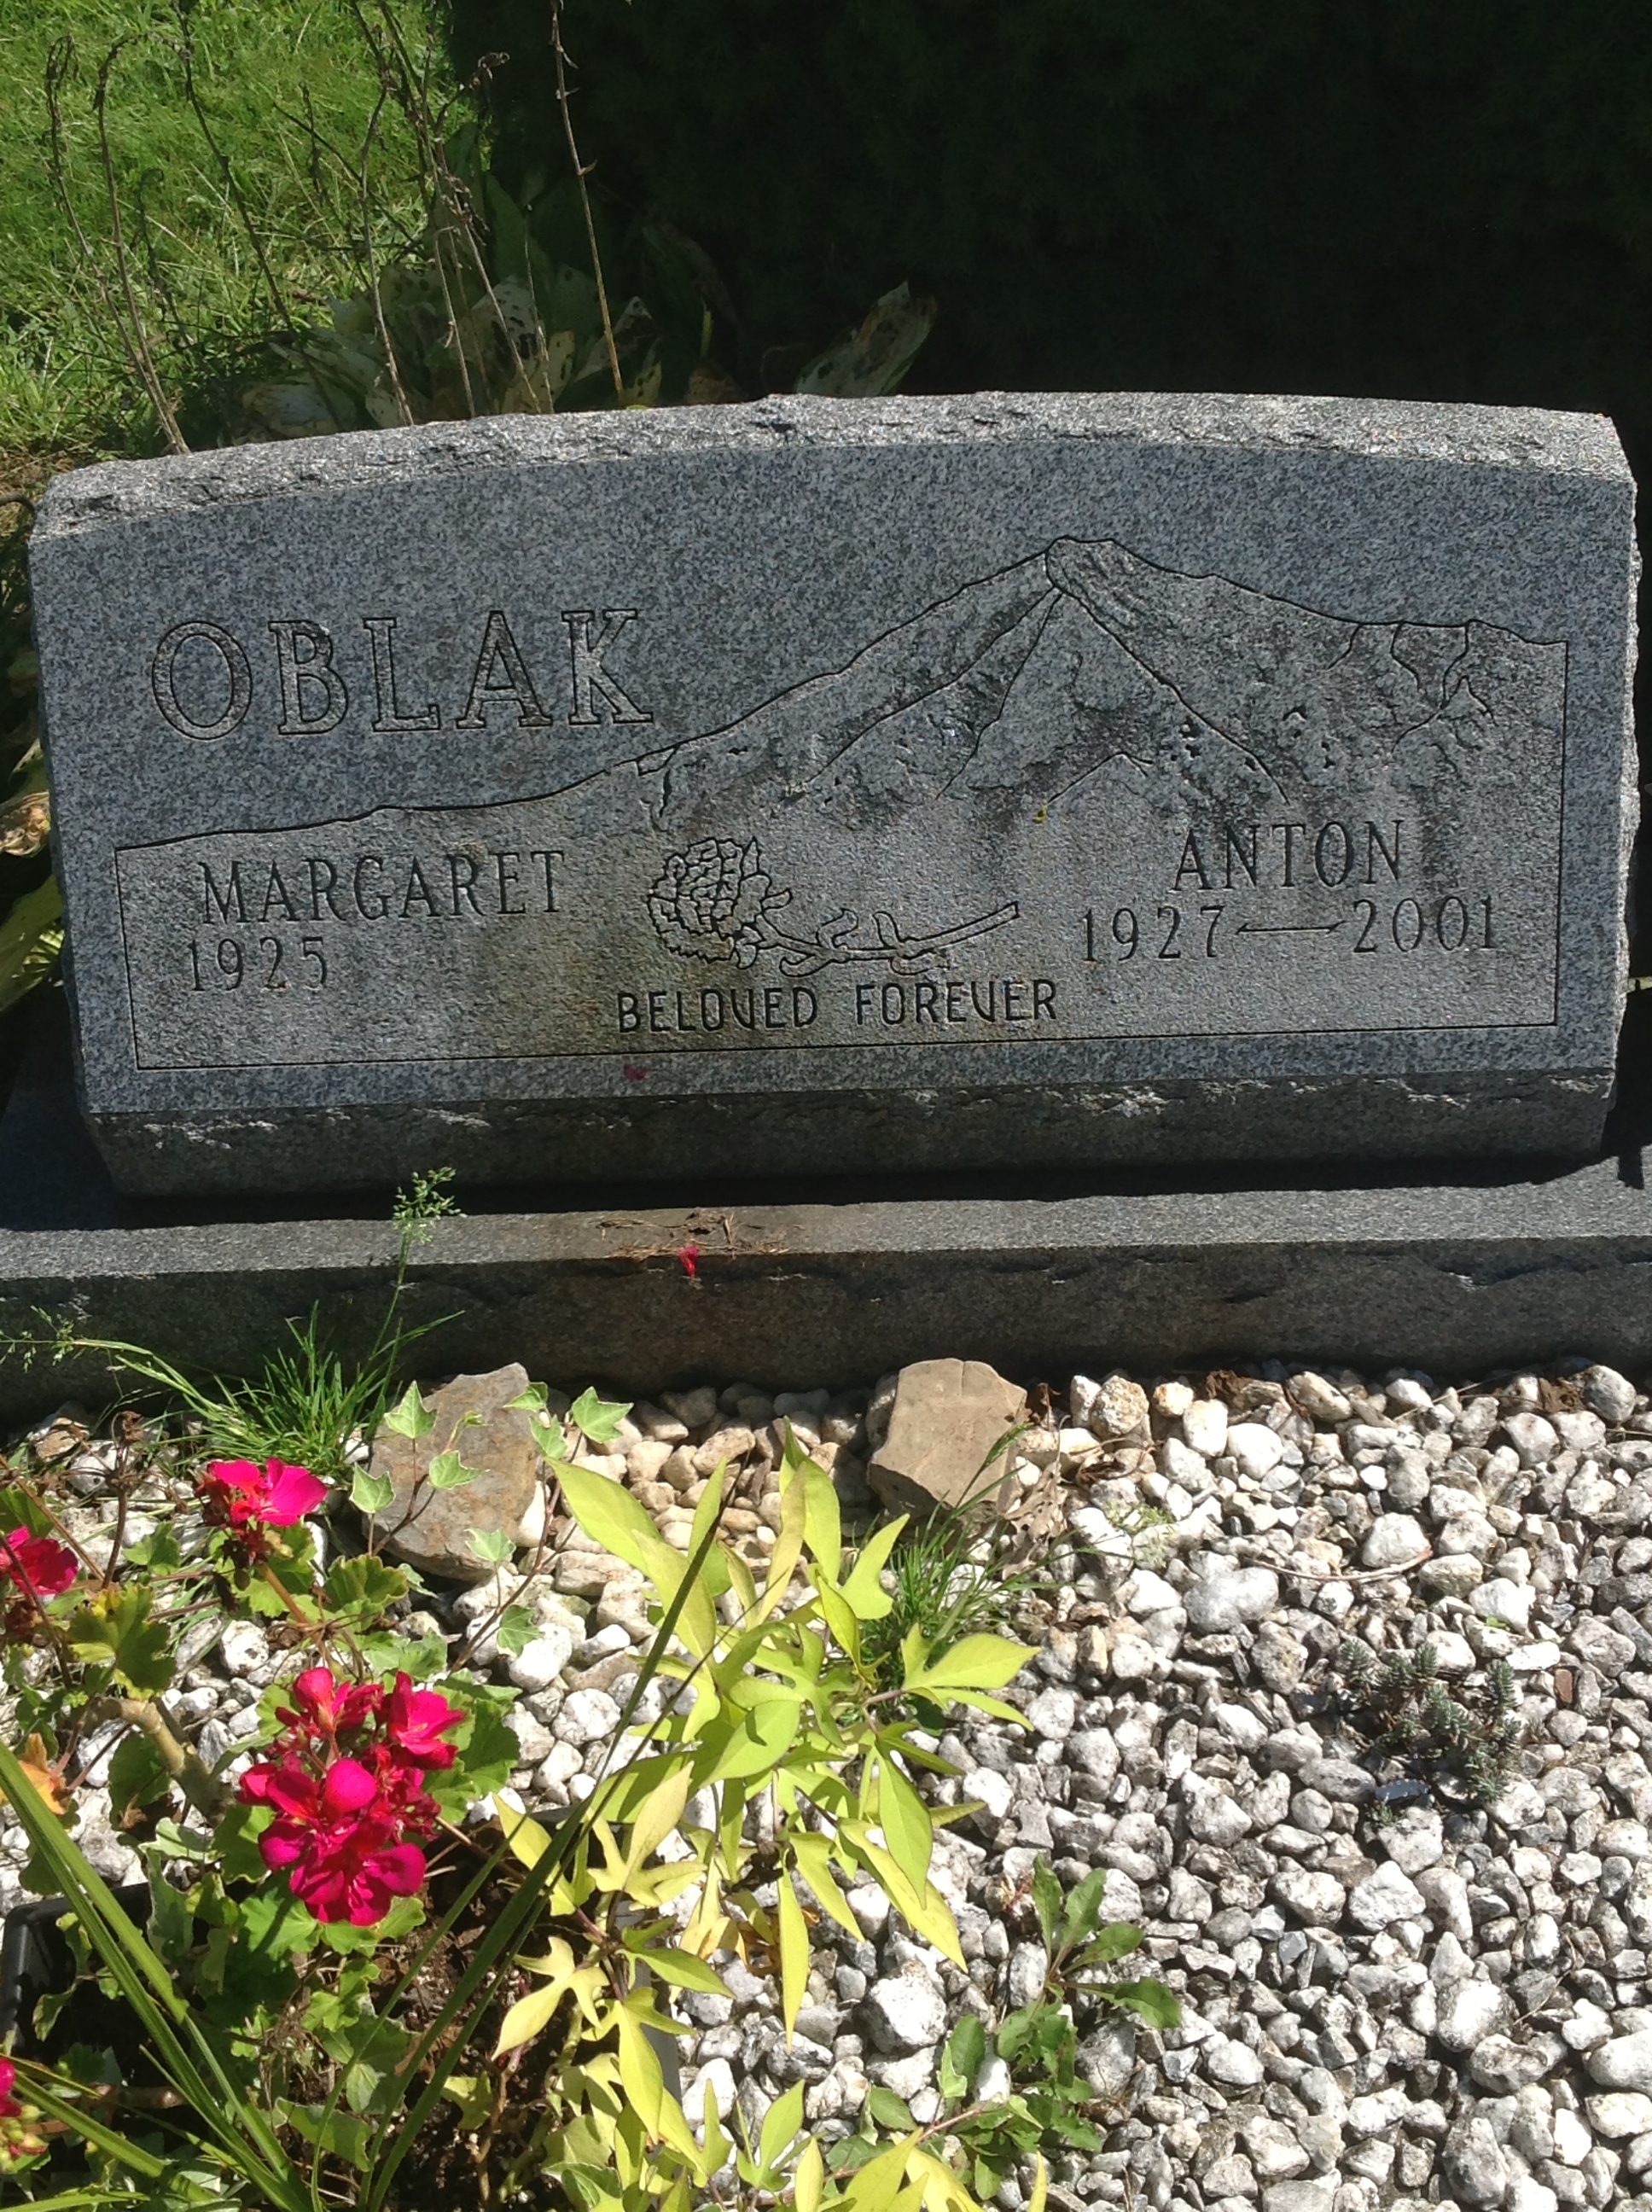 OBLAK
MARGARET
1925
ANTON
1927—2001
BELOVED FOREVER